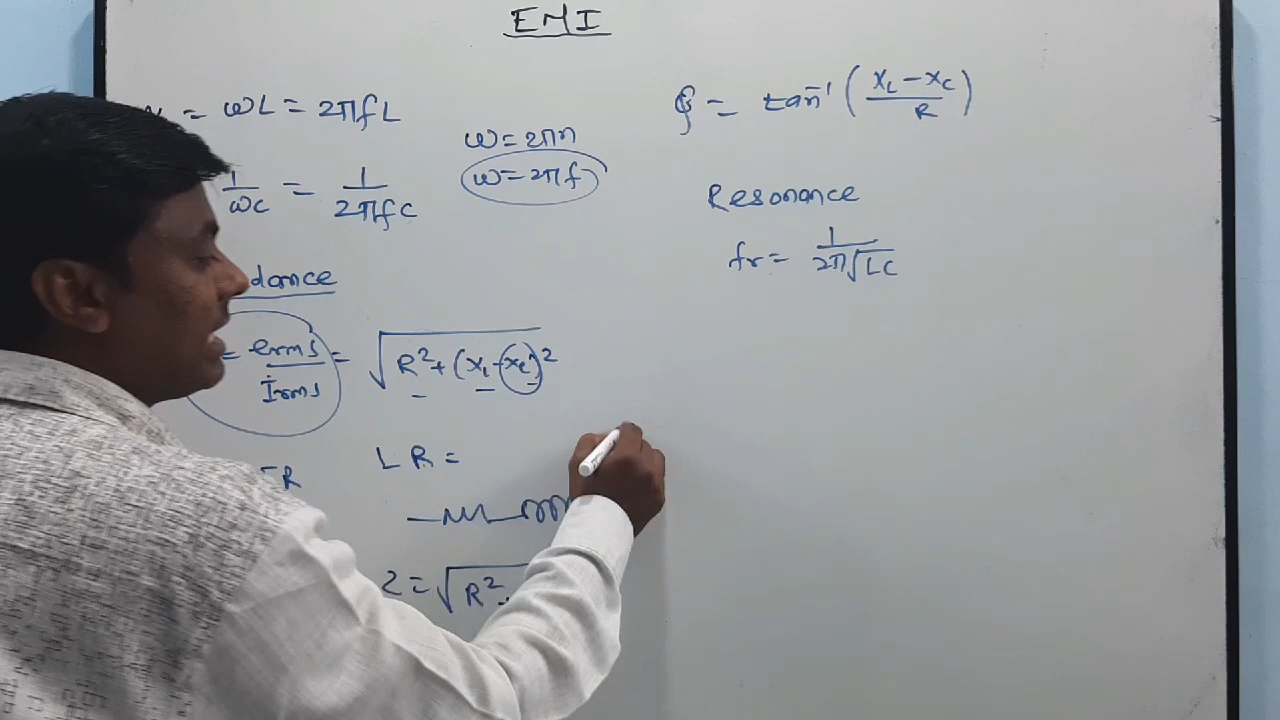 EMI
= ωL = 2πfL
ω = 2πn
ω = 2πf
1/ωC = 1/2πfC
dance
= erms/Irms = √R² + (XL - XC)²
LR =
Z = √R²
φ = tan⁻¹ (XL - XC / R)
Resonance
fr = 1/2π√LC